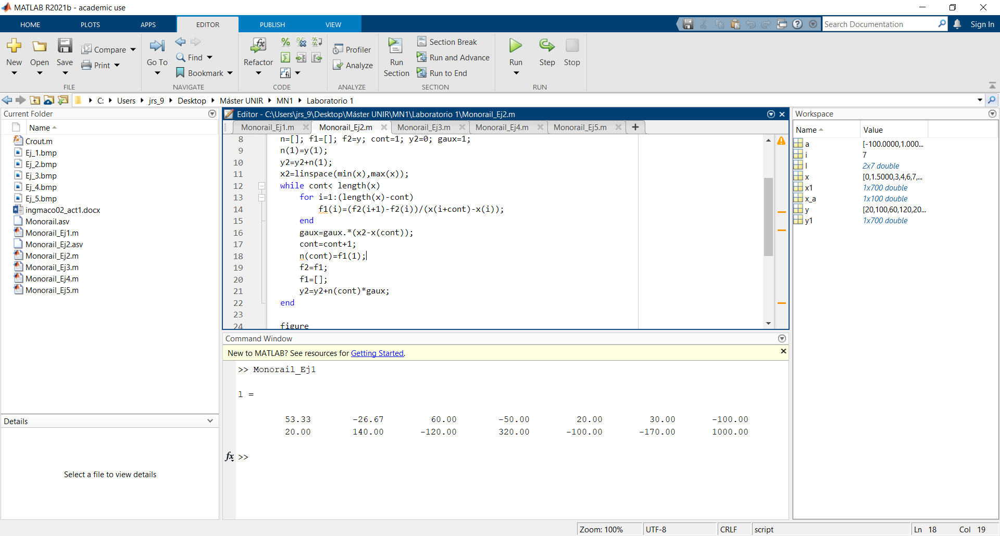 MATLAB R2021b - academic use
HOME PLOTS APPS EDITOR PUBLISH VIEW
Search Documentation
Sign In
New Open Save Compare Print
FILE
Go To Find Bookmark
NAVIGATE
Refactor
CODE
Profiler
Analyze
ANALYZE
Run Section
Section Break
Run and Advance
Run to End
SECTION
Run Step Stop
RUN
C: Users jrs_9 Desktop Máster UNIR MN1 Laboratorio 1
Current Folder
Name
Crout.m
Ej_1.bmp
Ej_2.bmp
Ej_3.bmp
Ej_4.bmp
Ej_5.bmp
ingmaco02_act1.docx
Monorail.asv
Monorail_Ej1.m
Monorail_Ej2.asv
Monorail_Ej2.m
Monorail_Ej3.m
Monorail_Ej4.m
Monorail_Ej5.m
Details
Select a file to view details
Editor - C:\Users\jrs_9\Desktop\Máster UNIR\MN1\Laboratorio 1\Monorail_Ej2.m
Monorail_Ej1.m Monorail_Ej2.m Monorail_Ej3.m Monorail_Ej4.m Monorail_Ej5.m
8 n=[]; f1=[]; f2=y; cont=1; y2=0; gaux=1;
9 n(1)=y(1);
10 y2=y2+n(1);
11 x2=linspace(min(x),max(x));
12 while cont< length(x)
13 for i=1:(length(x)-cont)
14 f1(i)=(f2(i+1)-f2(i))/(x(i+cont)-x(i));
15 end
16 gaux=gaux.*(x2-x(cont));
17 cont=cont+1;
18 n(cont)=f1(1);
19 f2=f1;
20 f1=[];
21 y2=y2+n(cont)*gaux;
22 end
23
24 figure
Command Window
New to MATLAB? See resources for Getting Started.
>> Monorail_Ej1
l =
53.33 -26.67 60.00 -50.00 20.00 30.00 -100.00
20.00 140.00 -120.00 320.00 -100.00 -170.00 1000.00
fx >>
Workspace
Name Value
a [-100.0000,1.000...
i 7
l 2x7 double
x [0,1.5000,3,4,6,7,...
x1 1x700 double
x_a 1x100 double
y [20,100,60,120,20...
y1 1x700 double
Zoom: 100% UTF-8 CRLF script Ln 18 Col 19